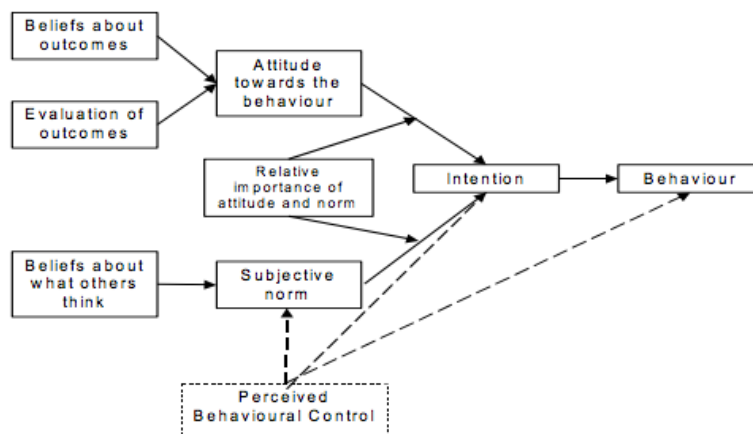 Beliefs about
outcomes
Attitude
towards the
behaviour
Evaluation of
outcomes
Relative
importance of
attitude and norm
Intention
Behaviour
Beliefs about
what others
think
Subjective
norm
Perceived
Behavioural Control